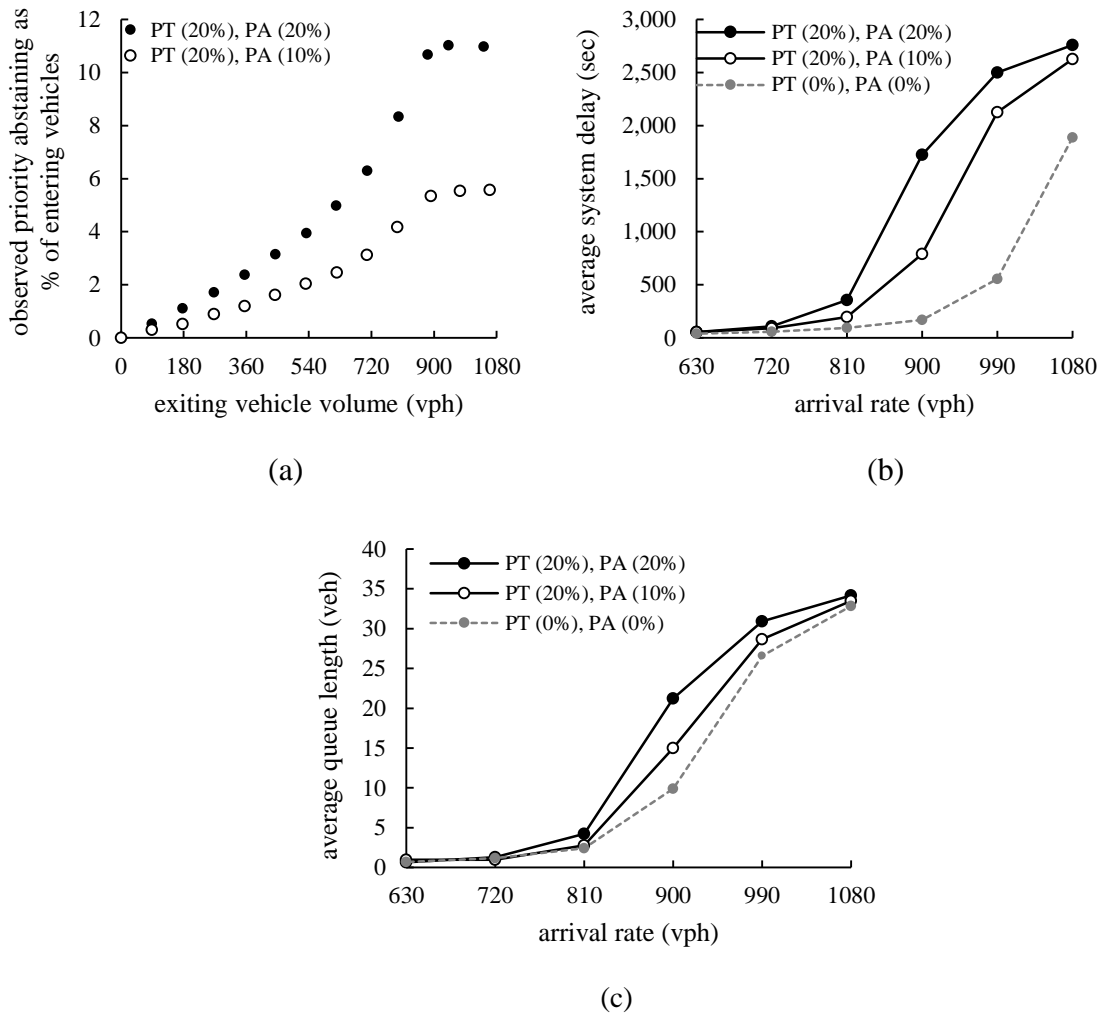 observed priority abstaining as
% of entering vehicles
12
10
8
6
4
2
0
PT (20%), PA (20%)
PT (20%), PA (10%)
0 180 360 540 720 900 1080
exiting vehicle volume (vph)
(a)
average system delay (sec)
3,000
2,500
2,000
1,500
1,000
500
0
PT (20%), PA (20%)
PT (20%), PA (10%)
PT (0%), PA (0%)
630 720 810 900 990 1080
arrival rate (vph)
(b)
average queue length (veh)
40
35
30
25
20
15
10
5
0
PT (20%), PA (20%)
PT (20%), PA (10%)
PT (0%), PA (0%)
630 720 810 900 990 1080
arrival rate (vph)
(c)